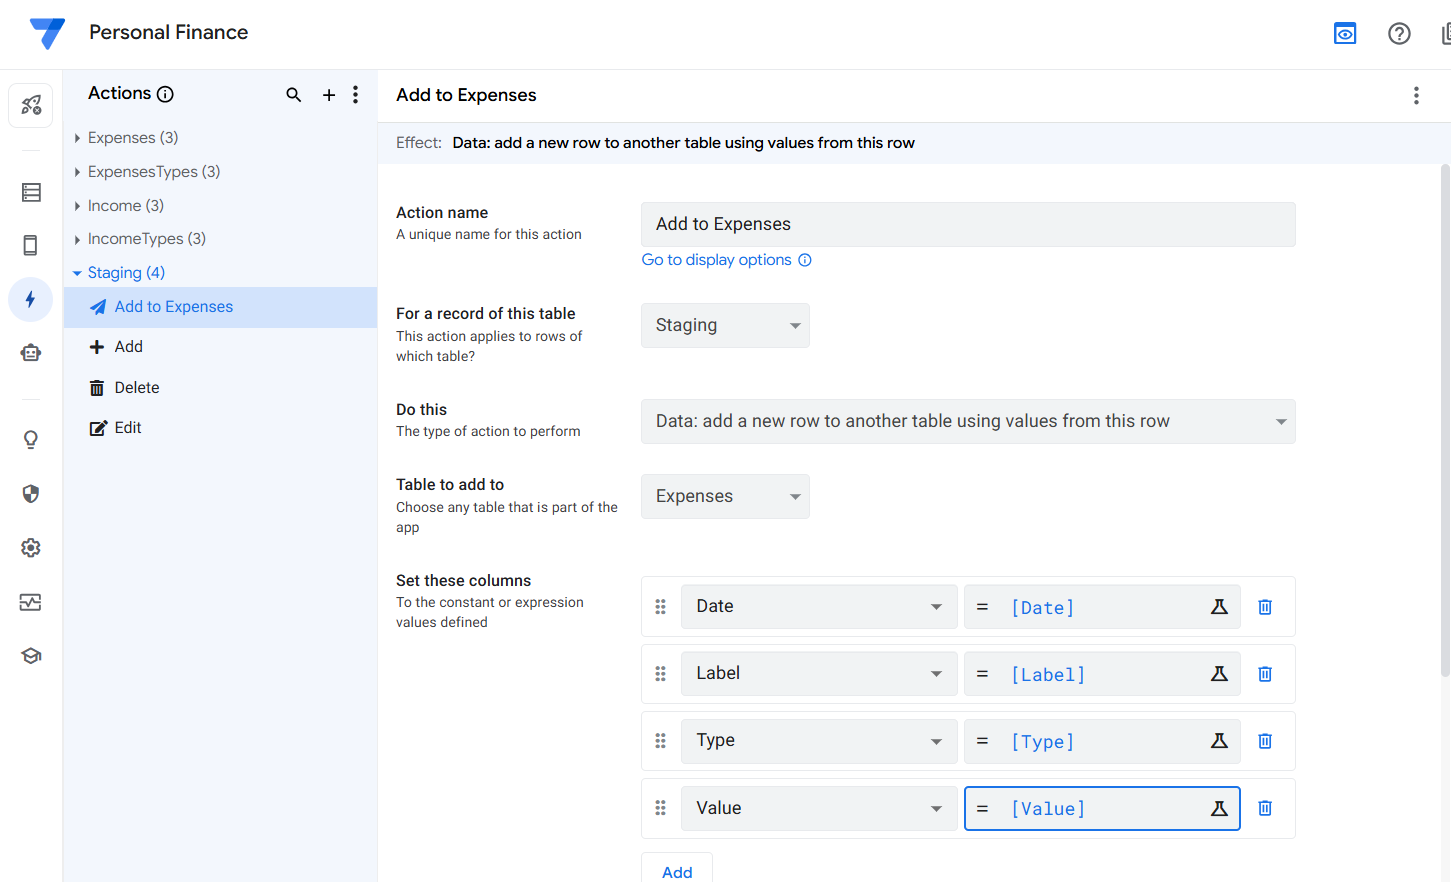 Personal Finance
Actions
Expenses (3)
ExpensesTypes (3)
Income (3)
IncomeTypes (3)
Staging (4)
Add to Expenses
Add
Delete
Edit
Add to Expenses
Effect: Data: add a new row to another table using values from this row
Action name
A unique name for this action
Add to Expenses
Go to display options
For a record of this table
This action applies to rows of
which table?
Staging
Do this
The type of action to perform
Data: add a new row to another table using values from this row
Table to add to
Choose any table that is part of the
app
Expenses
Set these columns
To the constant or expression
values defined
Date = [Date]
Label = [Label]
Type = [Type]
Value = [Value]
Add